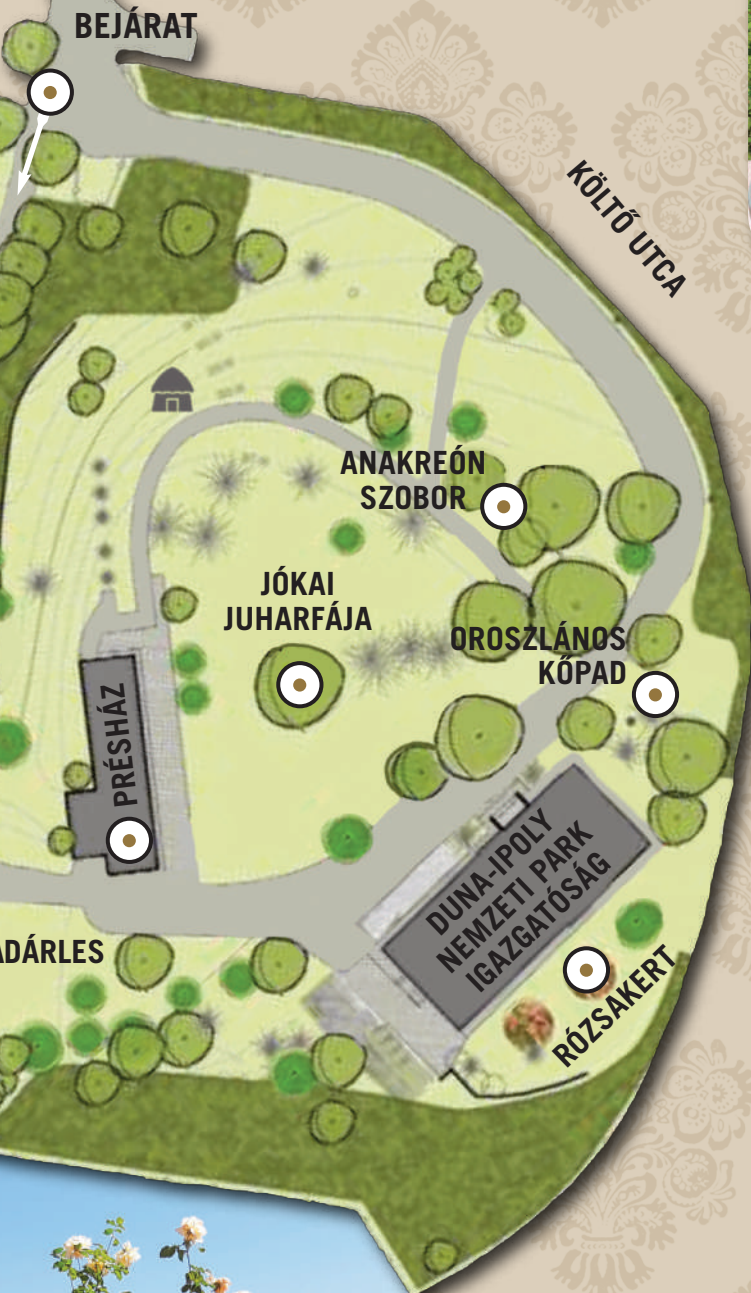 BEJÁRAT
KÖLTŐ UTCA
ANAKREÓN
SZOBOR
JÓKAI
JUHARFÁJA
OROSZLÁNOS
KŐPAD
PRÉSHÁZ
DUNA-IPOLY
NEMZETI PARK
IGAZGATÓSÁG
ADÁRLES
RÓZSAKERT